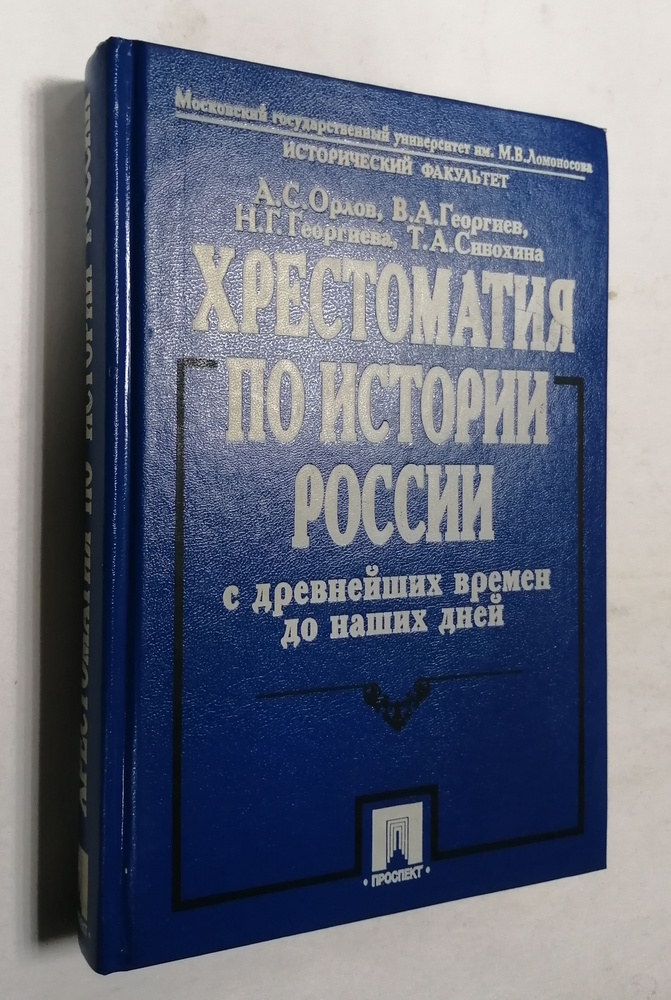 Московский государственный университет им. М.В.Ломоносова
ИСТОРИЧЕСКИЙ ФАКУЛЬТЕТ
А.С.Орлов, В.А.Георгиев,
Н.Г.Георгиева, Т.А.Сивохина
ХРЕСТОМАТИЯ
ПО ИСТОРИИ
РОССИИ
с древнейших времен
до наших дней
• ПРОСПЕКТ •
ХРЕСТОМАТИЯ ПО ИСТОРИИ РОССИИ